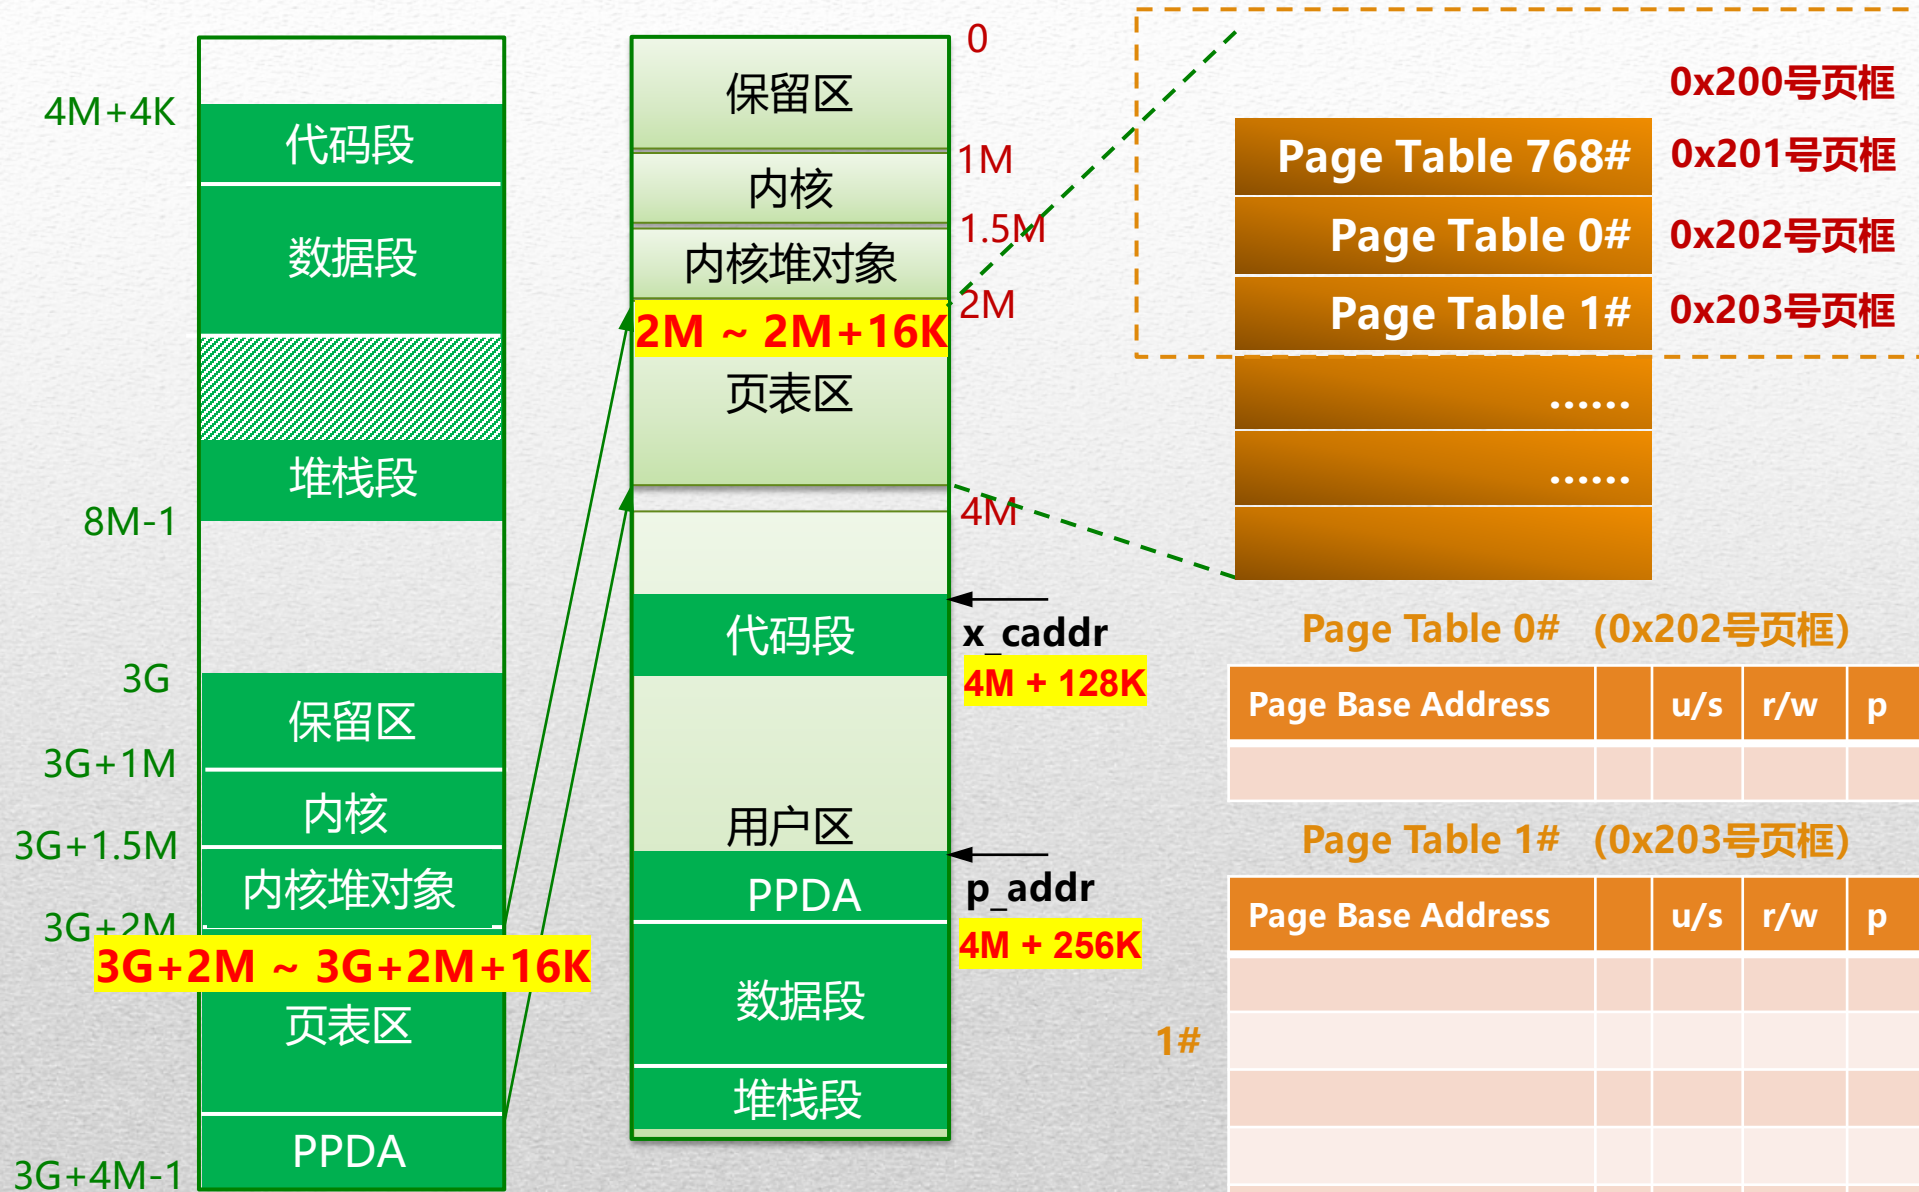 4M+4K
代码段
数据段
堆栈段
8M-1
3G
保留区
3G+1M
内核
3G+1.5M
内核堆对象
3G+2M
3G+2M ~ 3G+2M+16K
页表区
PPDA
3G+4M-1
0
保留区
1M
内核
1.5M
内核堆对象
2M
2M ~ 2M+16K
页表区
4M
代码段
x_caddr
4M + 128K
用户区
PPDA
p_addr
4M + 256K
数据段
堆栈段
0x200号页框
Page Table 768# 0x201号页框
Page Table 0# 0x202号页框
Page Table 1# 0x203号页框
......
......
Page Table 0# (0x202号页框)
Page Base Address u/s r/w p
Page Table 1# (0x203号页框)
Page Base Address u/s r/w p
1#